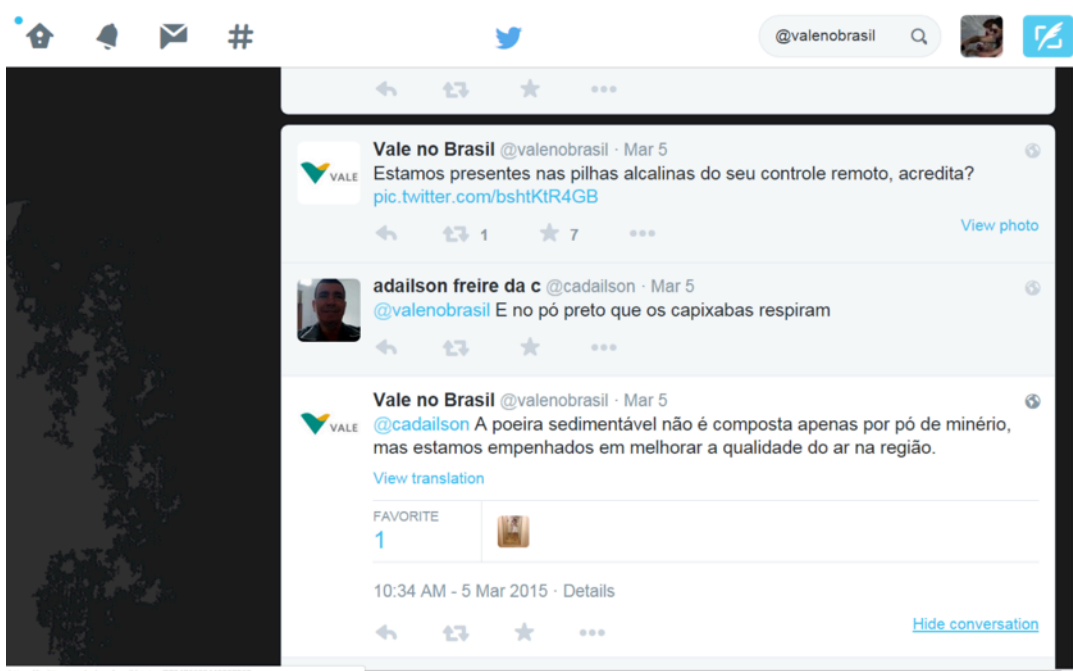 #
@valenobrasil
Vale no Brasil @valenobrasil · Mar 5
VALE
Estamos presentes nas pilhas alcalinas do seu controle remoto, acredita?
pic.twitter.com/bshtKtR4GB
1
7
View photo
adailson freire da c @cadailson · Mar 5
@valenobrasil E no pó preto que os capixabas respiram
Vale no Brasil @valenobrasil · Mar 5
VALE
@cadailson A poeira sedimentável não é composta apenas por pó de minério,
mas estamos empenhados em melhorar a qualidade do ar na região.
View translation
FAVORITE
1
10:34 AM - 5 Mar 2015 · Details
Hide conversation